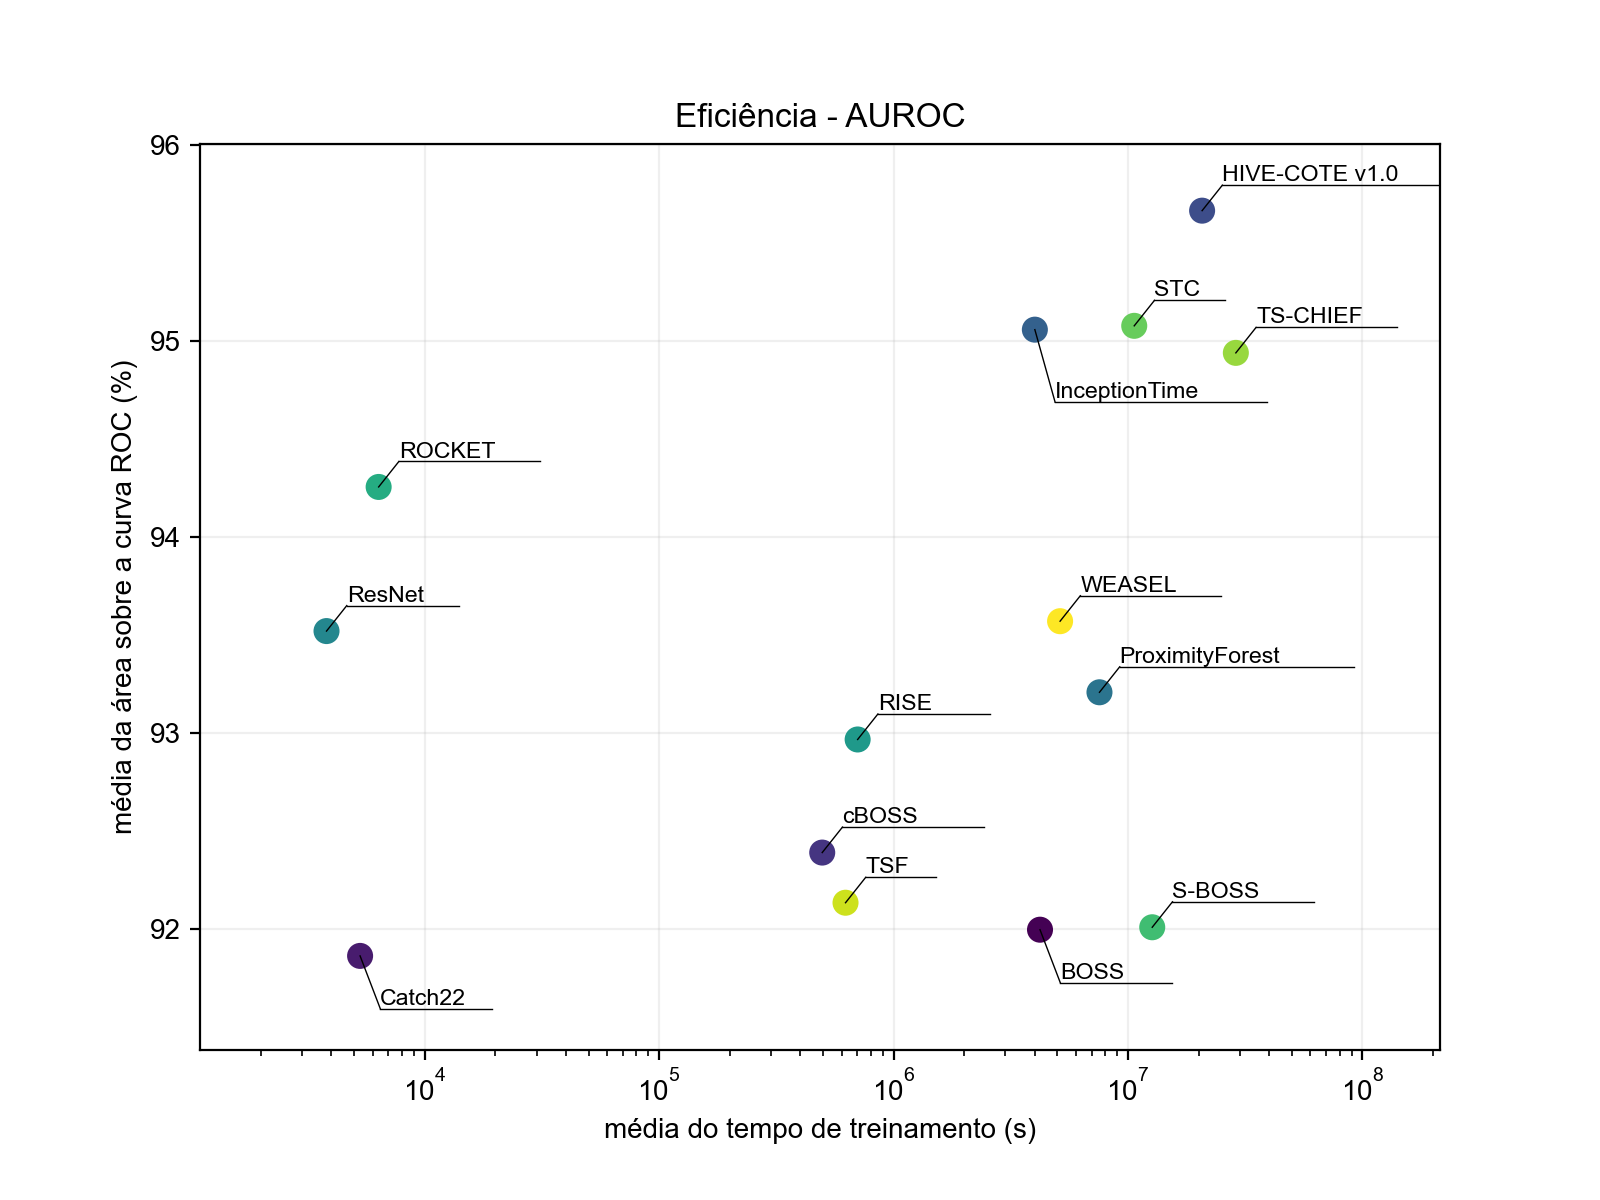 Eficiência - AUROC
média da área sobre a curva ROC (%)
96
95
94
93
92
HIVE-COTE v1.0
STC
TS-CHIEF
InceptionTime
ROCKET
ResNet
WEASEL
ProximityForest
RISE
cBOSS
TSF
S-BOSS
BOSS
Catch22
10^4
10^5
10^6
10^7
10^8
média do tempo de treinamento (s)